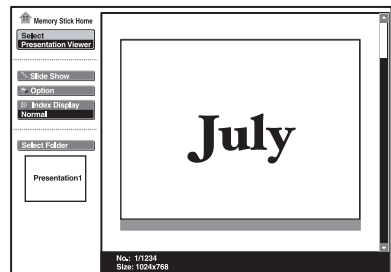 Memory Stick Home
Select
Presentation Viewer
Slide Show
Option
Index Display
Normal
Select Folder
Presentation1
July
No.: 1/1234
Size: 1024x768